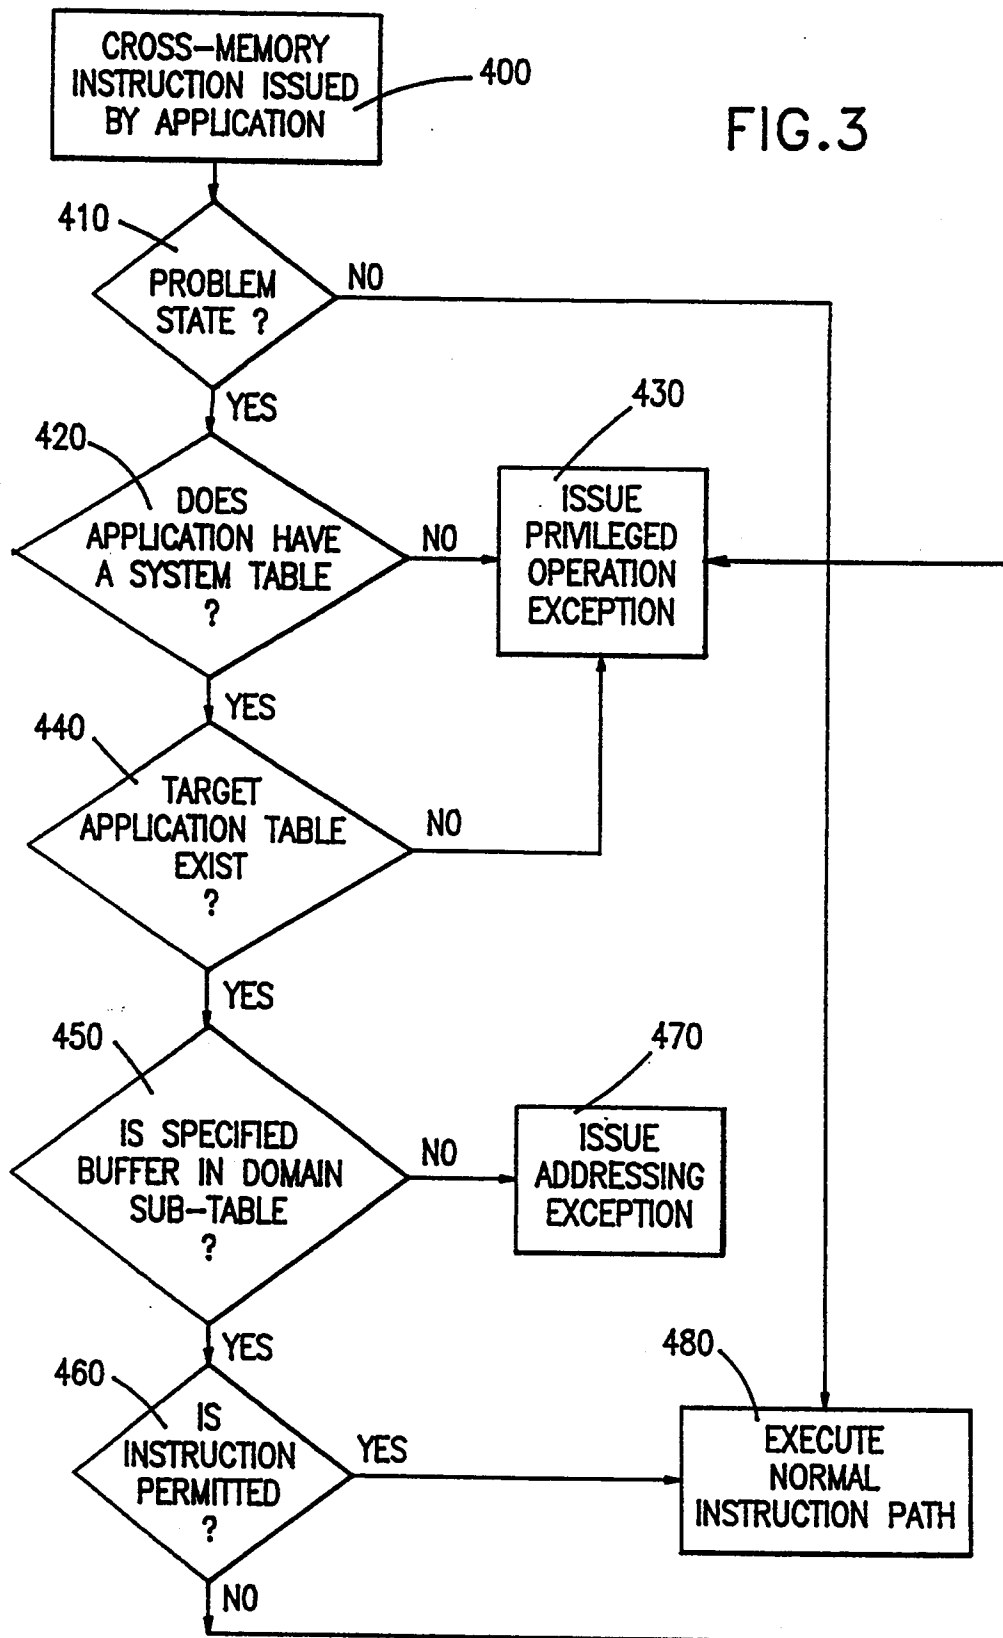 CROSS-MEMORY
INSTRUCTION ISSUED
BY APPLICATION
400
FIG.3
410
PROBLEM
STATE ?
NO
YES
420
DOES
APPLICATION HAVE
A SYSTEM TABLE
?
NO
430
ISSUE
PRIVILEGED
OPERATION
EXCEPTION
YES
440
TARGET
APPLICATION TABLE
EXIST
?
NO
YES
450
IS SPECIFIED
BUFFER IN DOMAIN
SUB-TABLE
?
NO
470
ISSUE
ADDRESSING
EXCEPTION
YES
460
IS
INSTRUCTION
PERMITTED
?
YES
480
EXECUTE
NORMAL
INSTRUCTION PATH
NO